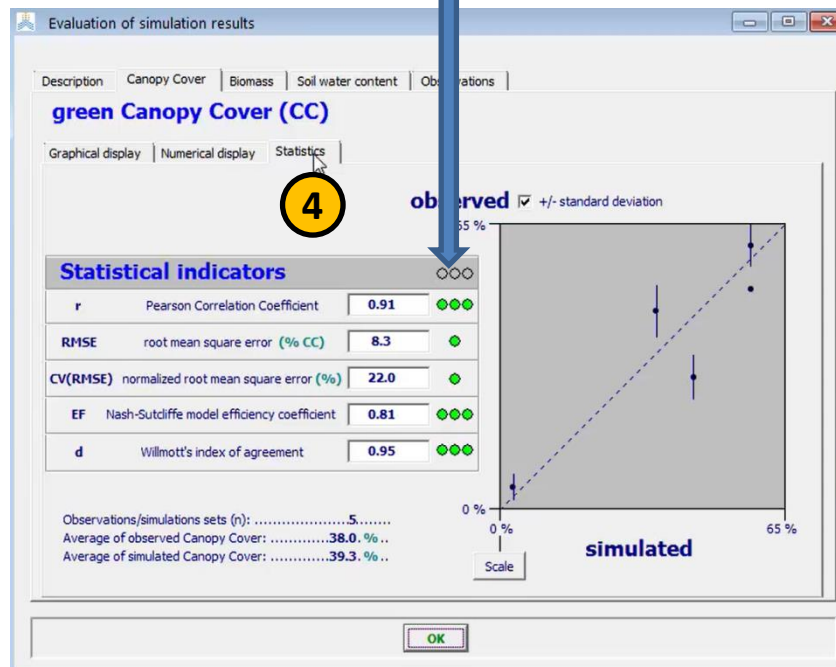 Evaluation of simulation results
Description Canopy Cover Biomass Soil water content Observations
green Canopy Cover (CC)
Graphical display Numerical display Statistics
4
observed +/- standard deviation
65 %
Statistical indicators
r Pearson Correlation Coefficient 0.91
RMSE root mean square error (% CC) 8.3
CV(RMSE) normalized root mean square error (%) 22.0
EF Nash-Sutcliffe model efficiency coefficient 0.81
d Willmott's index of agreement 0.95
0 %
0 % 65 %
simulated
Scale
Observations/simulations sets (n): ....................5........
Average of observed Canopy Cover: .............38.0. % ..
Average of simulated Canopy Cover: .............39.3. % ..
OK